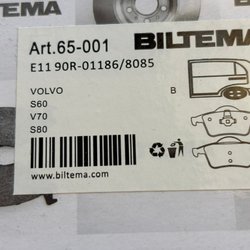 BILTEMA
Art.65-001
E11 90R-01186/8085
VOLVO
S60
V70
S80
B
www.biltema.com